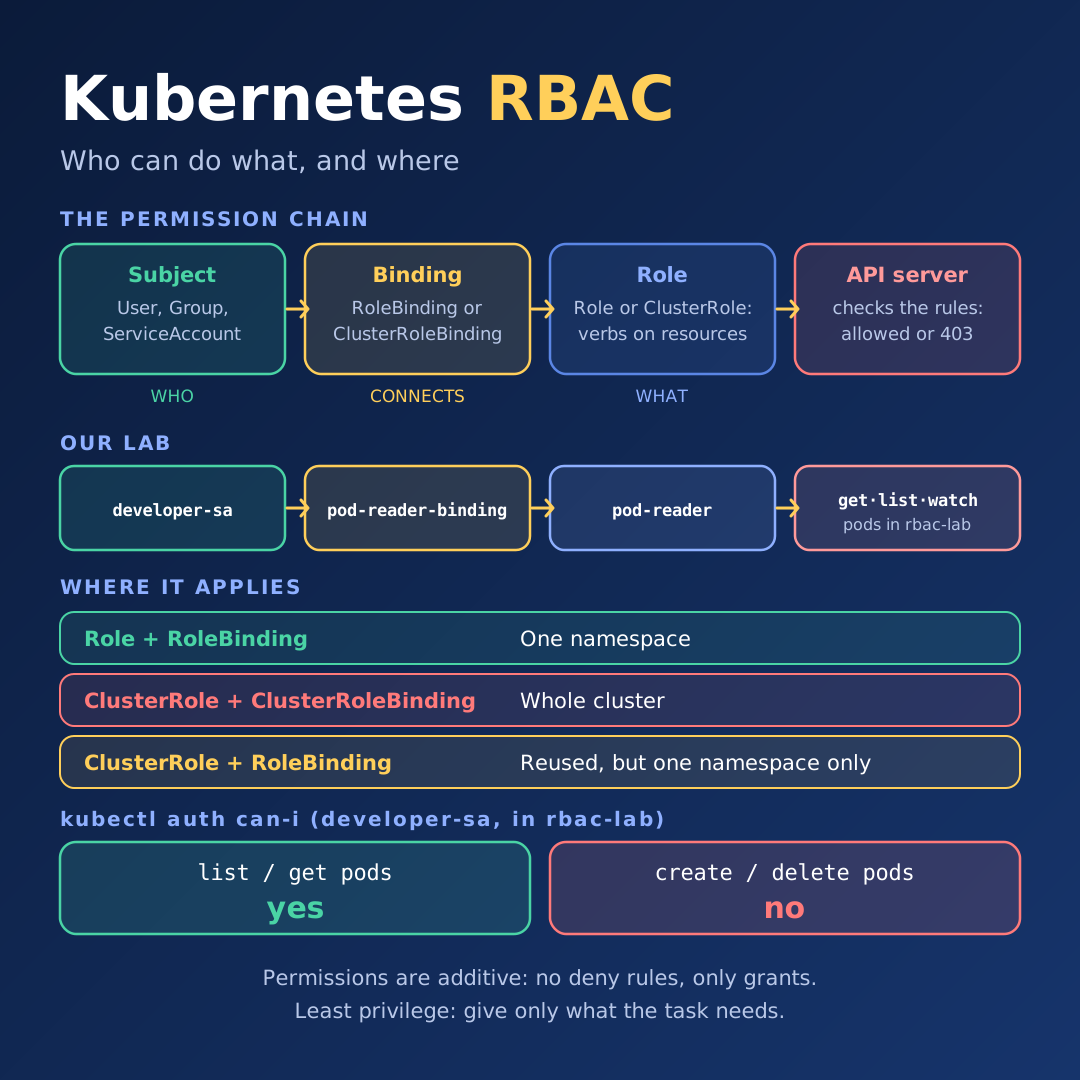 Kubernetes RBAC
Who can do what, and where
THE PERMISSION CHAIN
Subject
User, Group,
ServiceAccount
Binding
RoleBinding or
ClusterRoleBinding
Role
Role or ClusterRole:
verbs on resources
API server
checks the rules:
allowed or 403
WHO
CONNECTS
WHAT
OUR LAB
developer-sa
pod-reader-binding
pod-reader
get·list·watch
pods in rbac-lab
WHERE IT APPLIES
Role + RoleBinding
One namespace
ClusterRole + ClusterRoleBinding
Whole cluster
ClusterRole + RoleBinding
Reused, but one namespace only
kubectl auth can-i (developer-sa, in rbac-lab)
list / get pods
yes
create / delete pods
no
Permissions are additive: no deny rules, only grants.
Least privilege: give only what the task needs.